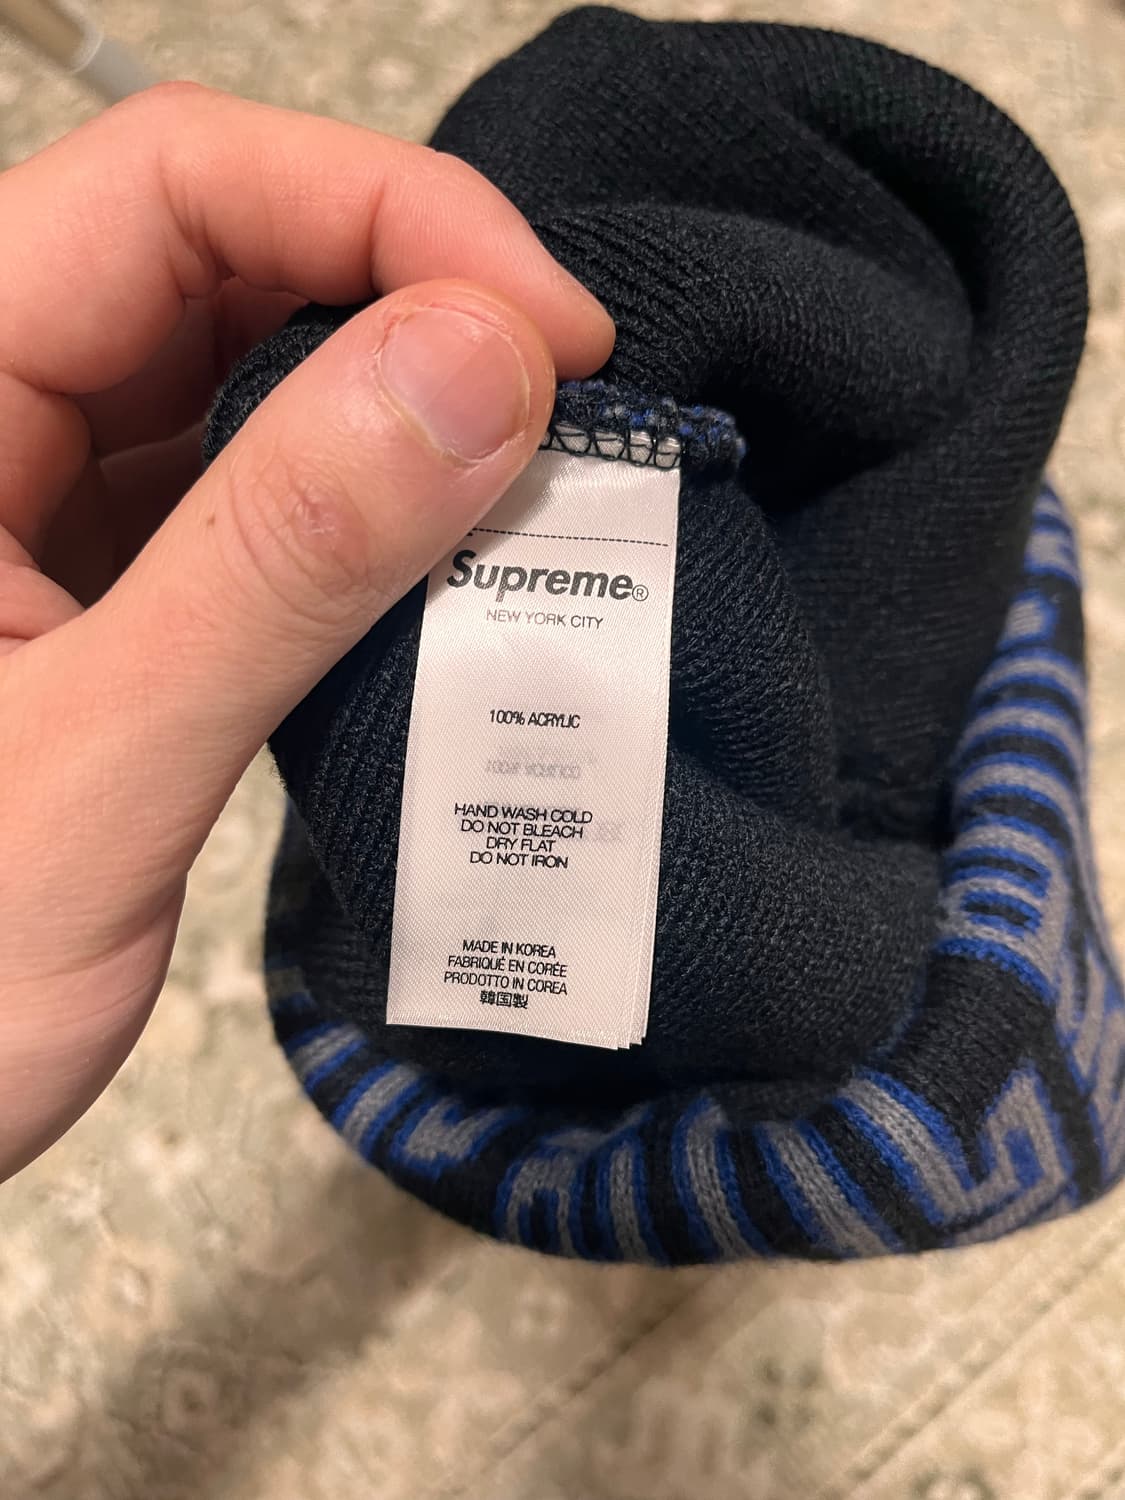 Supreme®
NEW YORK CITY
100% ACRYLIC
HAND WASH COLD
DO NOT BLEACH
DRY FLAT
DO NOT IRON
MADE IN KOREA
FABRIQUÉ EN CORÉE
PRODOTTO IN COREA
韓国製